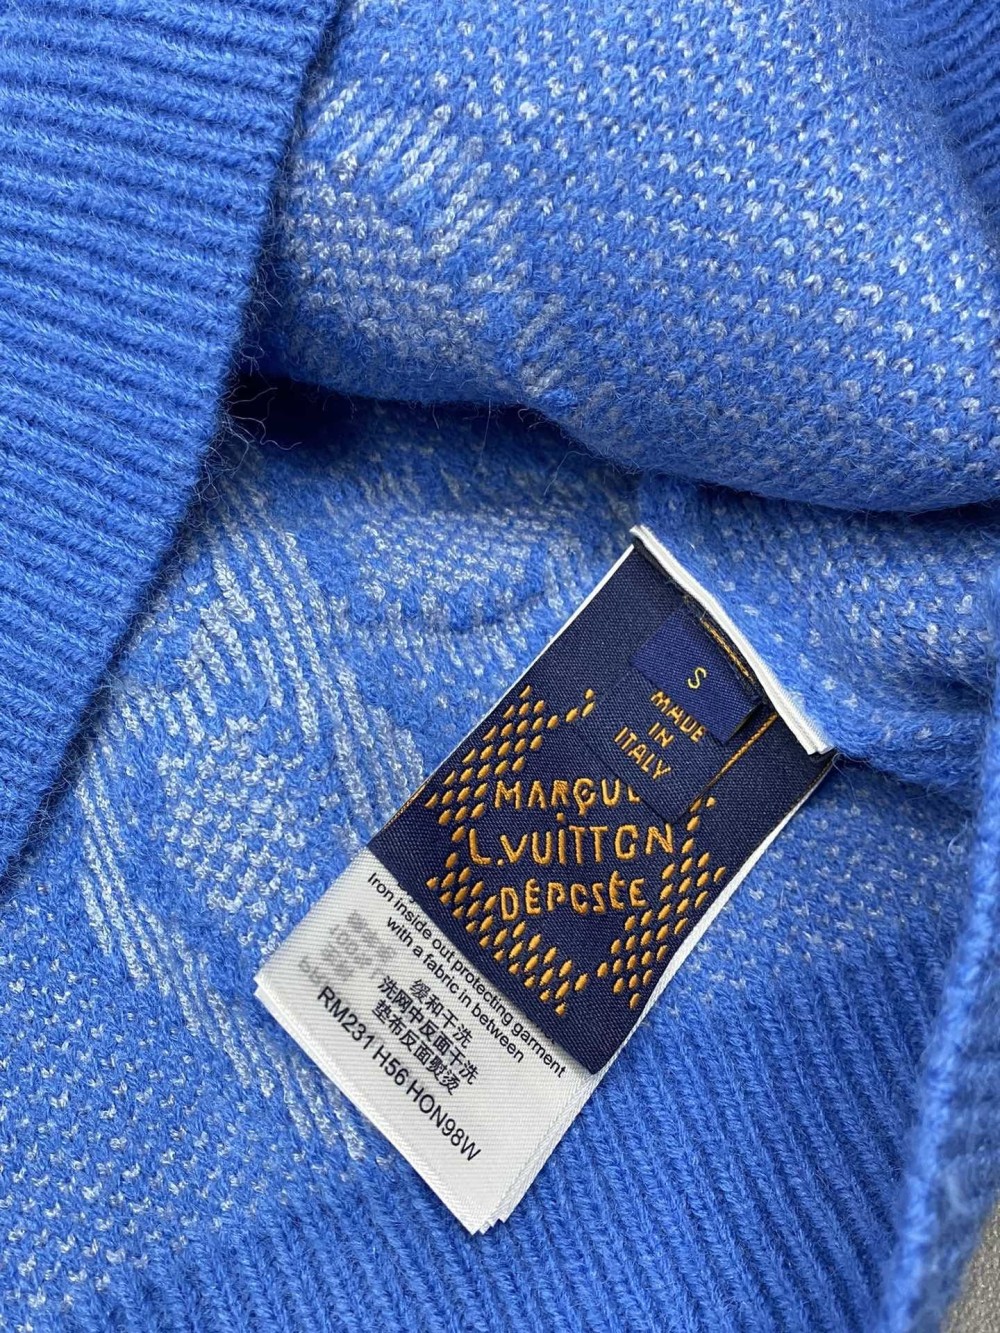 S
MADE
IN
ITALY
MARQUE
L.VUITTON
DÉPOSÉE
Iron inside out protecting garment
with a fabric in between
缓和干洗
洗网中反面干洗
垫布反面熨烫
RM231 H56 HON98W